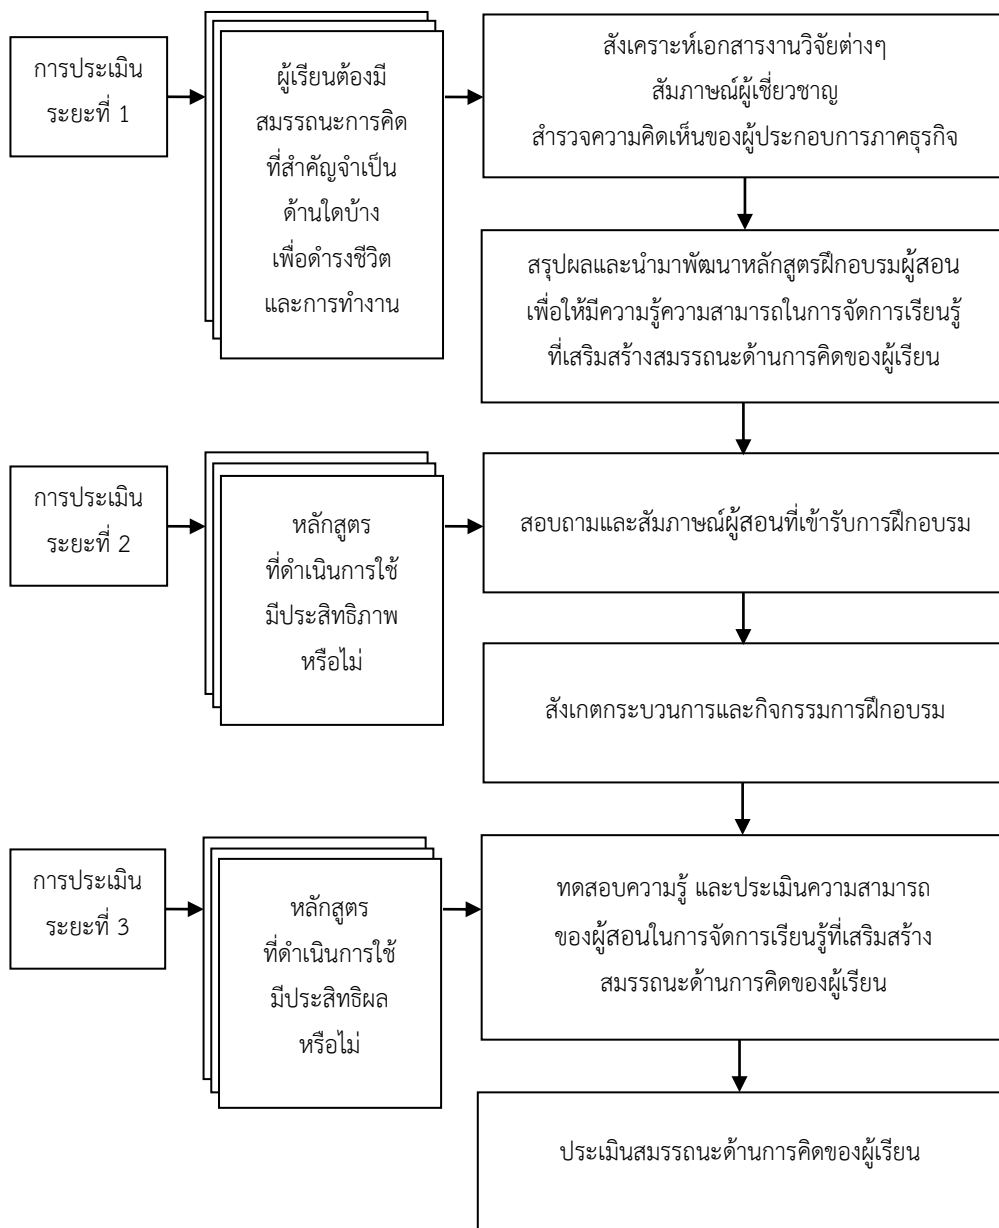 การประเมิน
ระยะที่ 1
ผู้เรียนต้องมี
สมรรถนะการคิด
ที่สำคัญจำเป็น
ด้านใดบ้าง
เพื่อดำรงชีวิต
และการทำงาน
สังเคราะห์เอกสารงานวิจัยต่างๆ
สัมภาษณ์ผู้เชี่ยวชาญ
สำรวจความคิดเห็นของผู้ประกอบการภาคธุรกิจ
สรุปผลและนำมาพัฒนาหลักสูตรฝึกอบรมผู้สอน
เพื่อให้มีความรู้ความสามารถในการจัดการเรียนรู้
ที่เสริมสร้างสมรรถนะด้านการคิดของผู้เรียน
การประเมิน
ระยะที่ 2
หลักสูตร
ที่ดำเนินการใช้
มีประสิทธิภาพ
หรือไม่
สอบถามและสัมภาษณ์ผู้สอนที่เข้ารับการฝึกอบรม
สังเกตกระบวนการและกิจกรรมการฝึกอบรม
การประเมิน
ระยะที่ 3
หลักสูตร
ที่ดำเนินการใช้
มีประสิทธิผล
หรือไม่
ทดสอบความรู้ และประเมินความสามารถ
ของผู้สอนในการจัดการเรียนรู้ที่เสริมสร้าง
สมรรถนะด้านการคิดของผู้เรียน
ประเมินสมรรถนะด้านการคิดของผู้เรียน